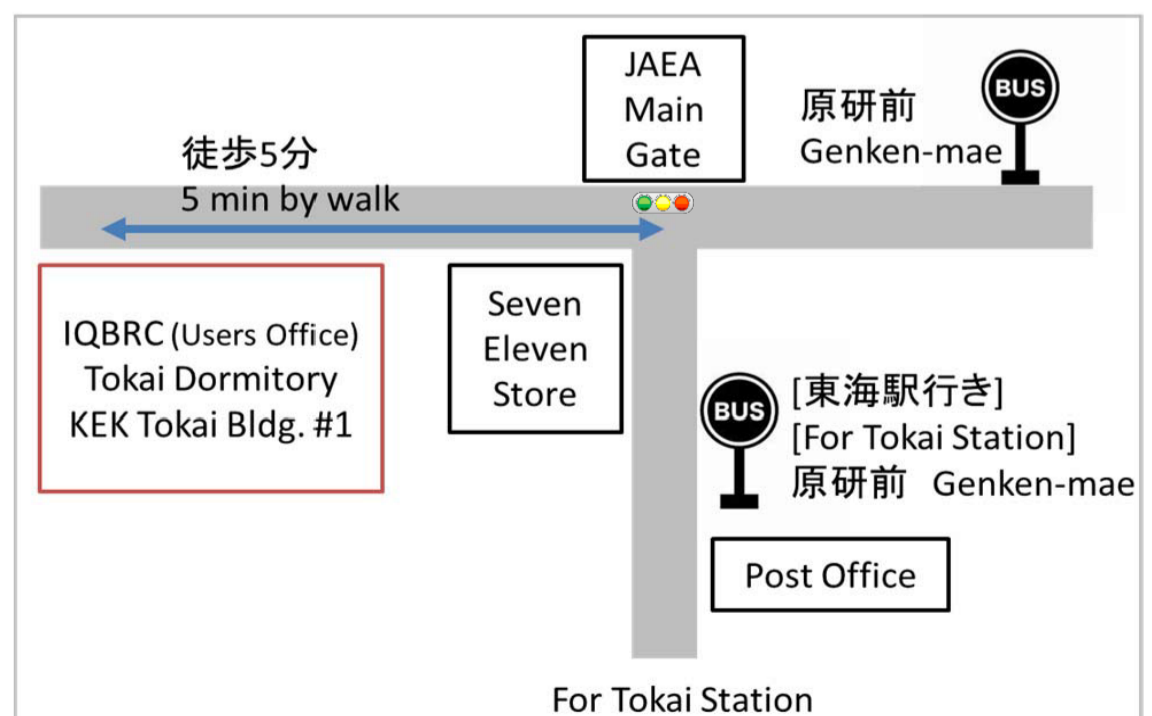 JAEA
Main
Gate
原研前
Genken-mae
BUS
徒歩5分
5 min by walk
IQBRC (Users Office)
Tokai Dormitory
KEK Tokai Bldg. #1
Seven
Eleven
Store
BUS
[東海駅行き]
[For Tokai Station]
原研前 Genken-mae
Post Office
For Tokai Station